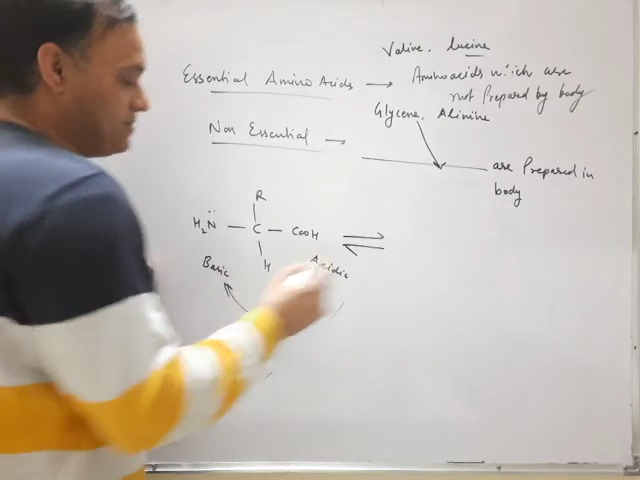 Valine, lucine
Essential Amino Acids → Aminoacids which are
not Prepared by body
Glycene, Alinine
Non Essential →
are Prepared in
body
R
H₂N̈ — C — COOH ⇌
H
Basic Acidic